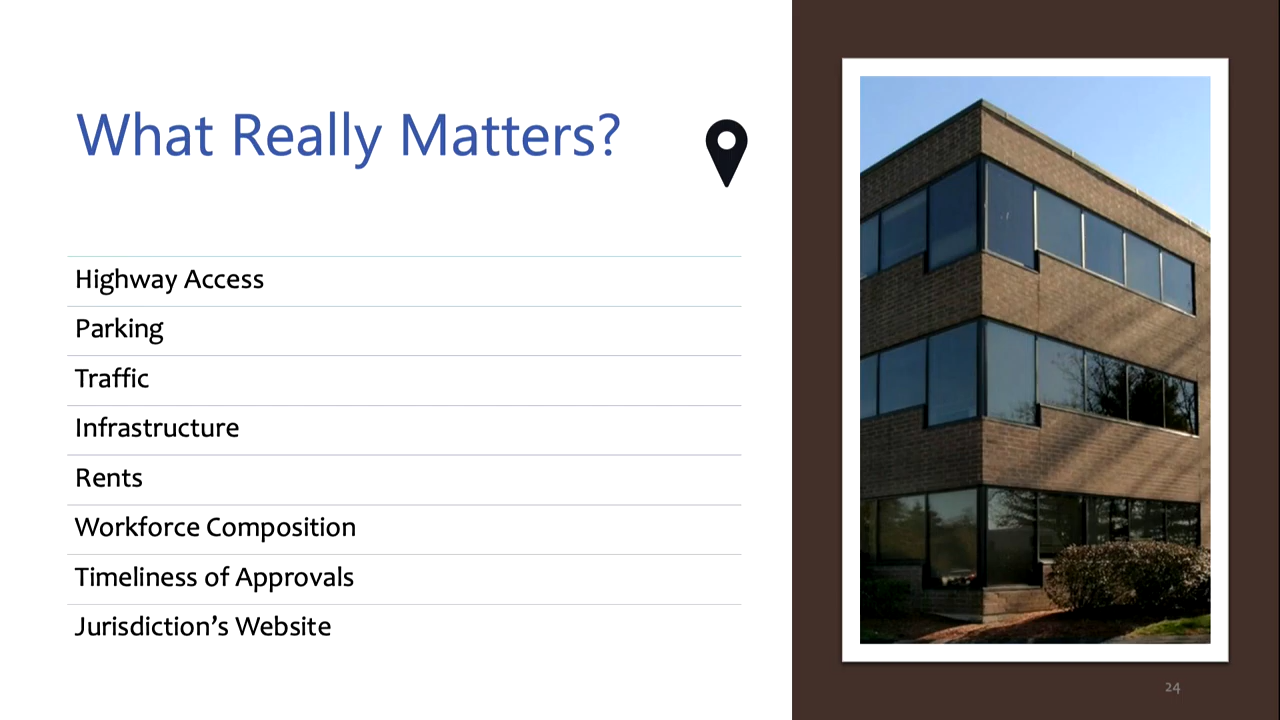 What Really Matters?
Highway Access
Parking
Traffic
Infrastructure
Rents
Workforce Composition
Timeliness of Approvals
Jurisdiction’s Website
24